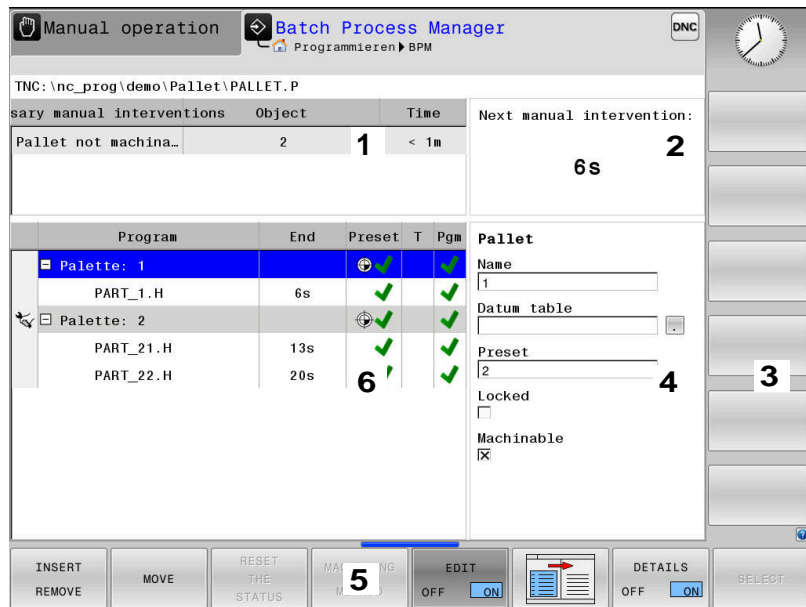 Manual operation
Batch Process Manager
Programmieren BPM
DNC
TNC:\nc_prog\demo\Pallet\PALLET.P
sary manual interventions Object Time
Pallet not machina… 2 < 1m
1
Next manual intervention:
2
6s
Program End Preset T Pgm
Palette: 1
PART_1.H 6s
Palette: 2
PART_21.H 13s
PART_22.H 20s
6
Pallet
Name
1
Datum table
.
Preset
2
4
Locked
Machinable
3
INSERT
REMOVE
MOVE
RESET
THE
STATUS
5
EDIT
OFF ON
DETAILS
OFF ON
SELECT